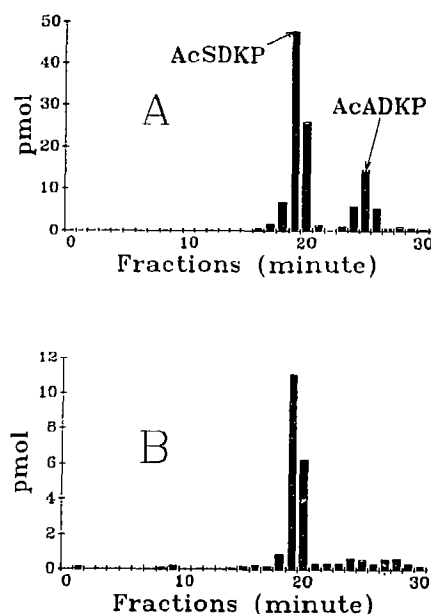 50
40
30
20
10
0
pmol
A
AcSDKP
AcADKP
0 10 20 30
Fractions (minute)
12
10
8
6
4
2
0
pmol
B
0 10 20 30
Fractions (minute)